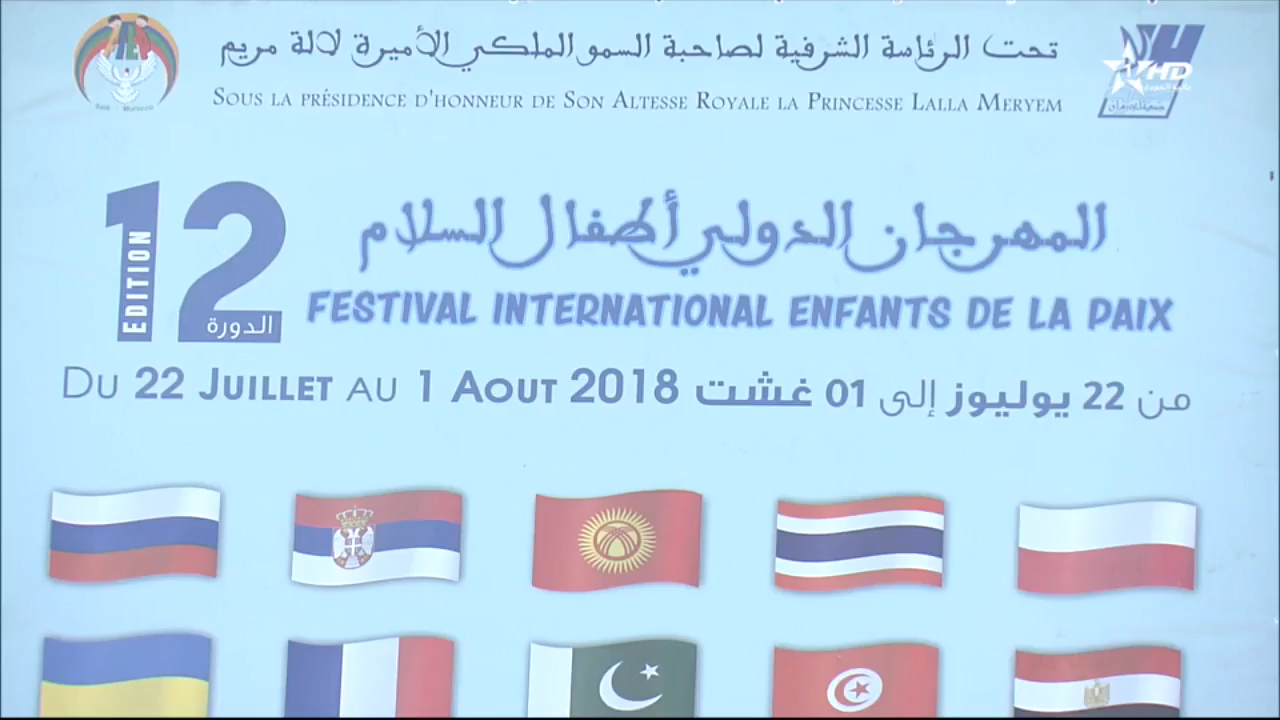 تحت الرئاسة الشرفية لصاحبة السمو الملكي الأميرة للا مريم
SOUS LA PRÉSIDENCE D'HONNEUR DE SON ALTESSE ROYALE LA PRINCESSE LALLA MERYEM
HD
12
EDITION
الدورة
المهرجان الدولي أطفال السلام
FESTIVAL INTERNATIONAL ENFANTS DE LA PAIX
DU 22 JUILLET AU 1 AOUT 2018 من 22 يوليوز إلى 01 غشت